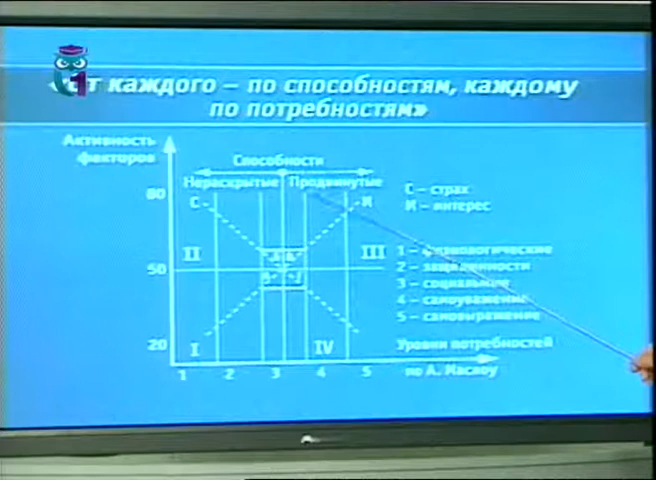 «От каждого – по способностям, каждому
по потребностям»
Активность
факторов
Способности
Нераскрытые Продвинутые
С – страх
И – интерес
80
С
И
II
III
1 – физиологические
2 – защищенности
3 – социальные
4 – самоуважение
5 – самовыражение
50
20
I
IV
Уровни потребностей
по А. Маслоу
1 2 3 4 5
1